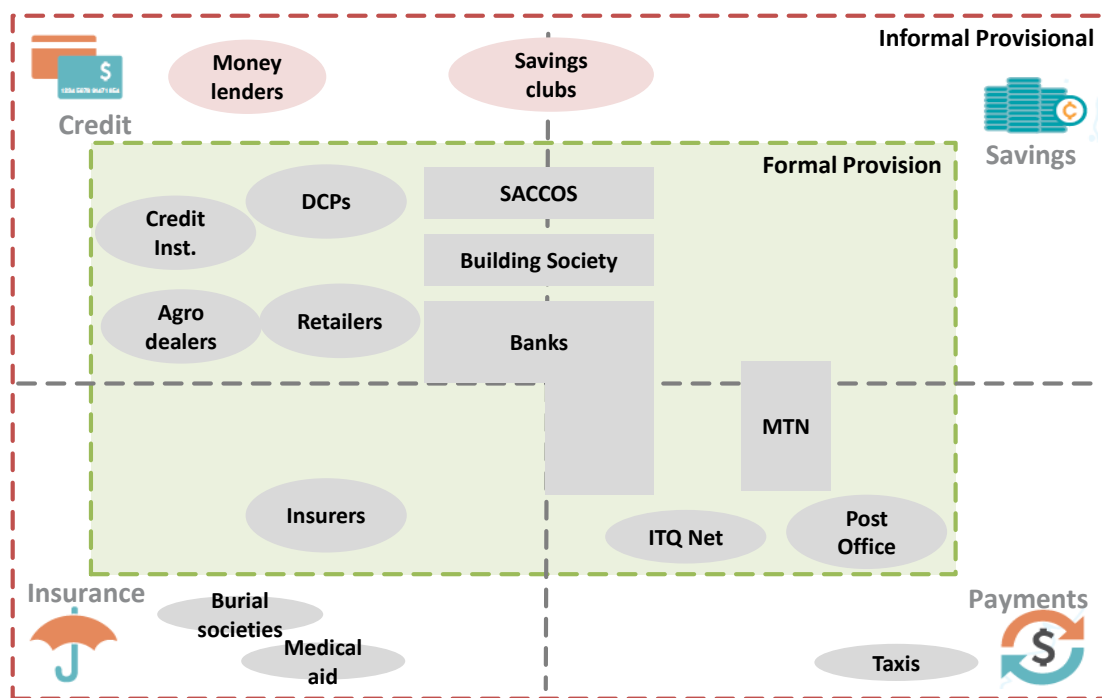 Informal Provisional
Money
lenders
Savings
clubs
$
Credit
Savings
Formal Provision
DCPs
SACCOS
Credit
Inst.
Building Society
Agro
dealers
Retailers
Banks
MTN
Insurers
ITQ Net
Post
Office
Insurance
Payments
Burial
societies
Medical
aid
$
Taxis